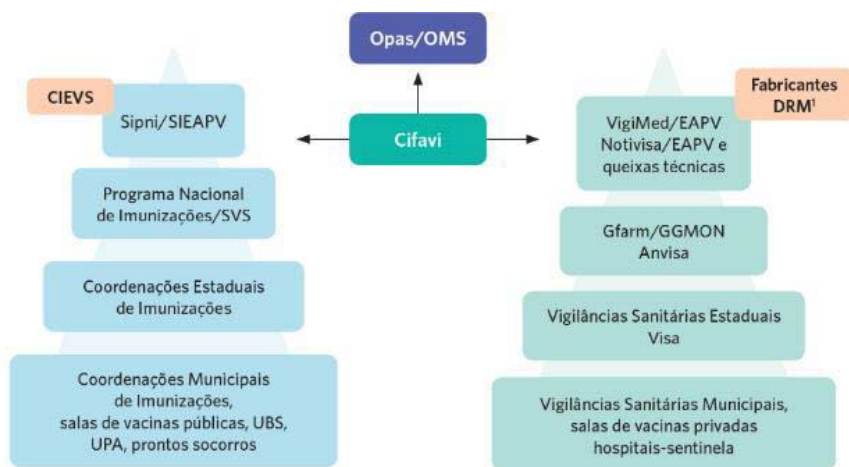 Opas/OMS
CIEVS
Sipni/SIEAPV
Cifavi
Fabricantes
DRM¹
VigiMed/EAPV
Notivisa/EAPV e
queixas técnicas
Programa Nacional
de Imunizações/SVS
Gfarm/GGMON
Anvisa
Coordenações Estaduais
de Imunizações
Vigilâncias Sanitárias Estaduais
Visa
Coordenações Municipais
de Imunizações,
salas de vacinas públicas, UBS,
UPA, prontos socorros
Vigilâncias Sanitárias Municipais,
salas de vacinas privadas
hospitais-sentinela